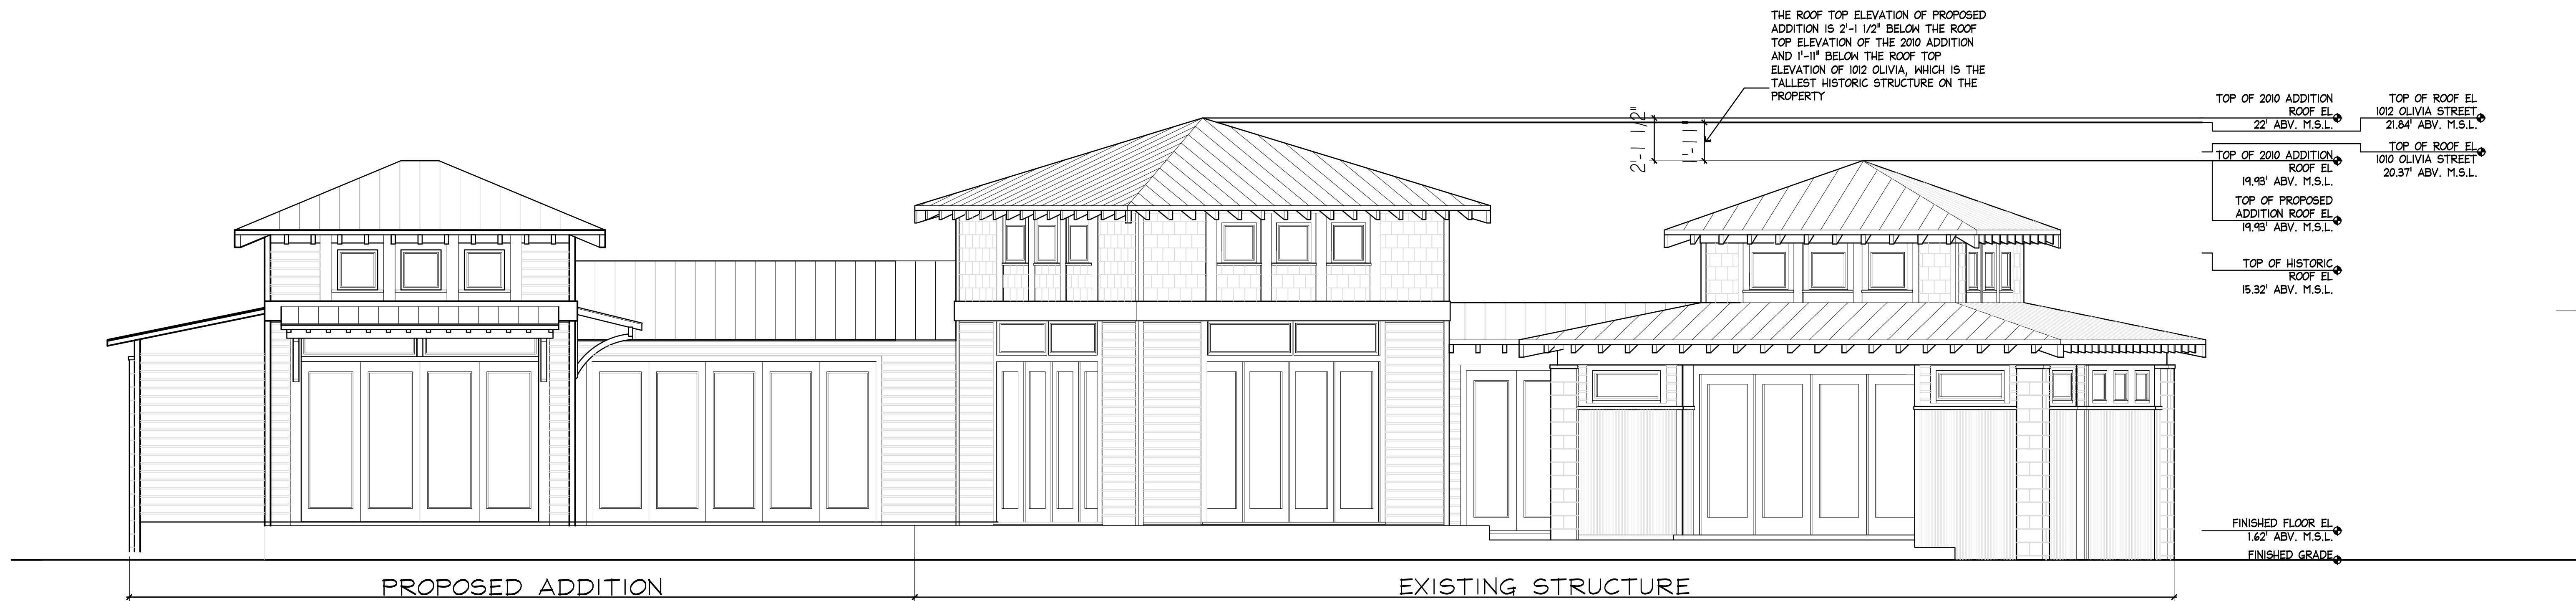 THE ROOF TOP ELEVATION OF PROPOSED
ADDITION IS 2'-1 1/2" BELOW THE ROOF
TOP ELEVATION OF THE 2010 ADDITION
AND 1'-11" BELOW THE ROOF TOP
ELEVATION OF 1012 OLIVIA, WHICH IS THE
TALLEST HISTORIC STRUCTURE ON THE
PROPERTY
2'-1 1/2"
1'-11"
TOP OF 2010 ADDITION
ROOF EL
22' ABV. M.S.L.
TOP OF ROOF EL
1012 OLIVIA STREET
21.84' ABV. M.S.L.
TOP OF ROOF EL
1010 OLIVIA STREET
20.37' ABV. M.S.L.
TOP OF 2010 ADDITION
ROOF EL
19.93' ABV. M.S.L.
TOP OF PROPOSED
ADDITION ROOF EL
19.93' ABV. M.S.L.
TOP OF HISTORIC
ROOF EL
15.32' ABV. M.S.L.
FINISHED FLOOR EL
1.62' ABV. M.S.L.
FINISHED GRADE
PROPOSED ADDITION
EXISTING STRUCTURE